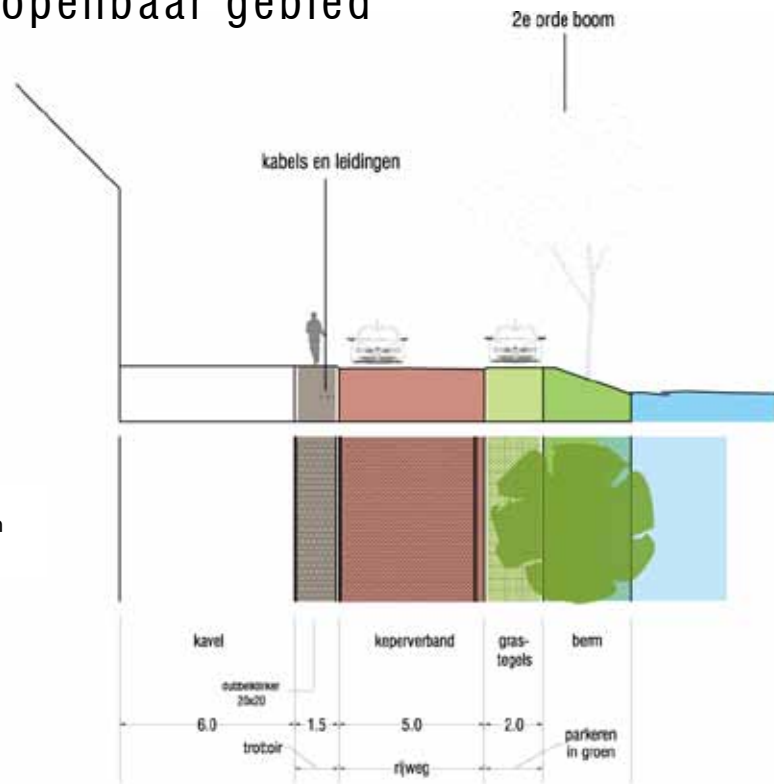 openbaar gebied
2e orde boom
kabels en leidingen
kavel
keperverband
gras-
tegels
berm
dubbelklinker
20x20
6.0
1.5
5.0
2.0
trottoir
parkeren
in groen
rijweg